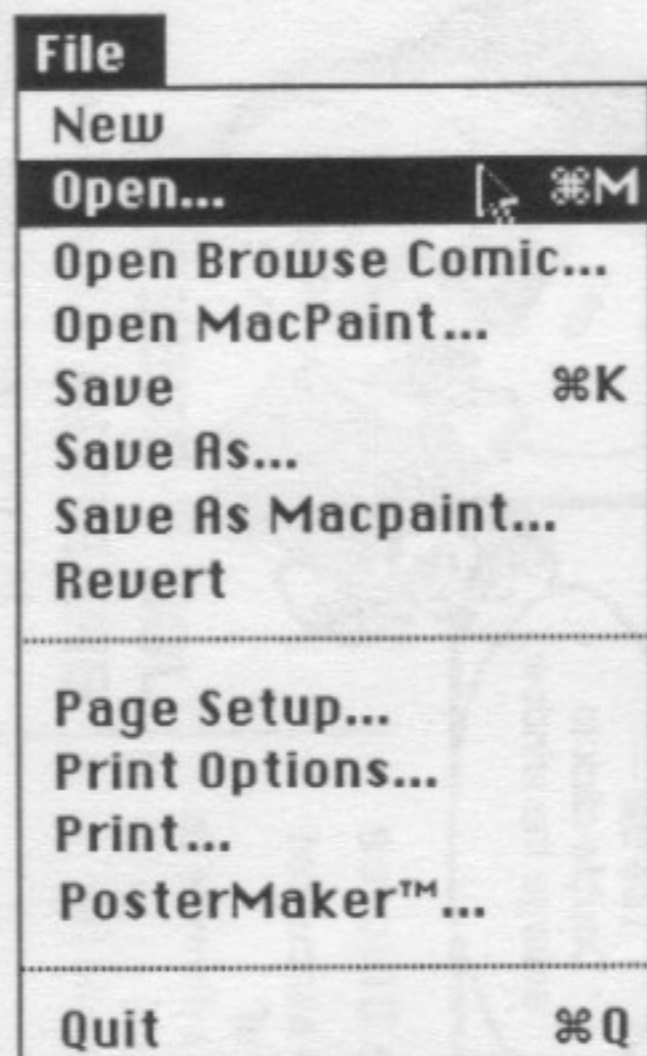 File
New
Open... ⌘M
Open Browse Comic...
Open MacPaint...
Save ⌘K
Save As...
Save As Macpaint...
Revert
Page Setup...
Print Options...
Print...
PosterMaker™...
Quit ⌘Q